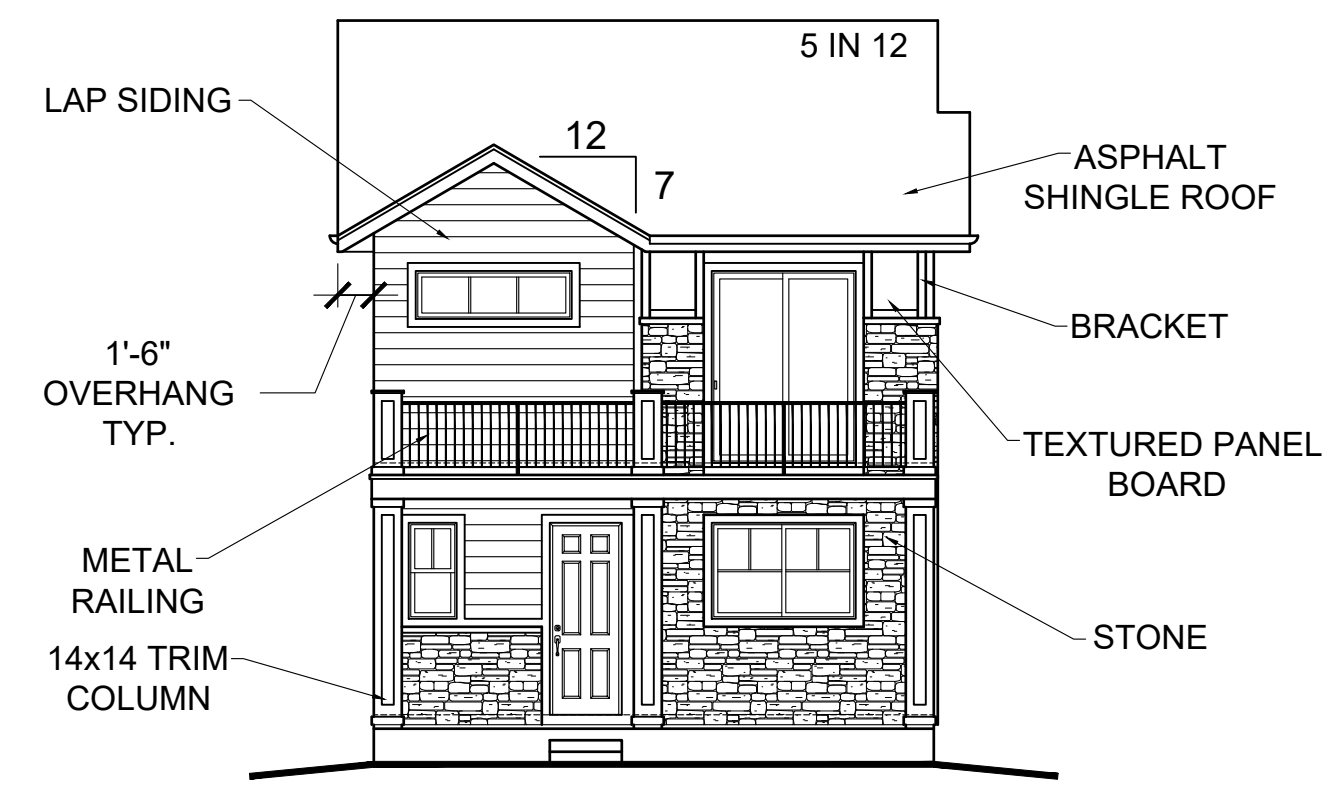 5 IN 12
LAP SIDING
12
7
ASPHALT
SHINGLE ROOF
1'-6"
OVERHANG
TYP.
BRACKET
TEXTURED PANEL
BOARD
METAL
RAILING
STONE
14x14 TRIM
COLUMN